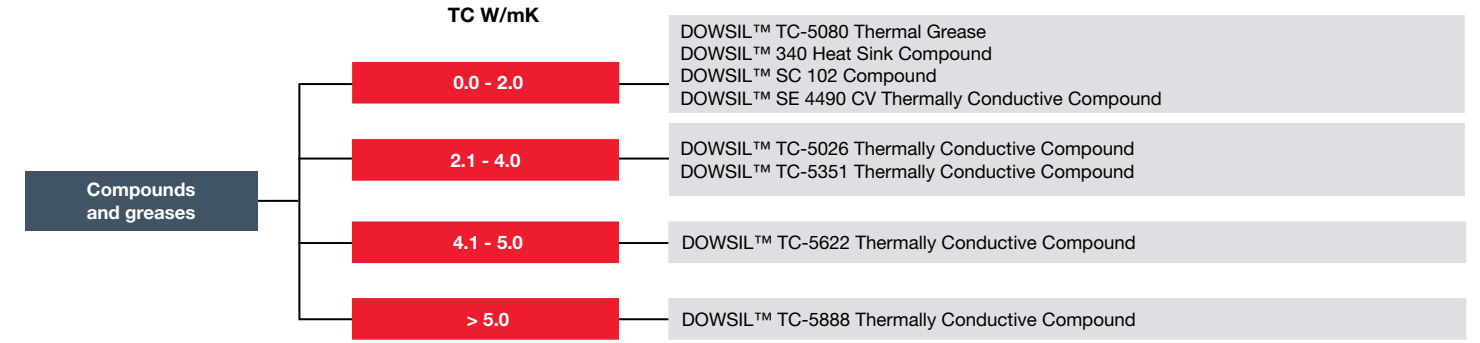 TC W/mK
Compounds
and greases
0.0 - 2.0
DOWSIL™ TC-5080 Thermal Grease
DOWSIL™ 340 Heat Sink Compound
DOWSIL™ SC 102 Compound
DOWSIL™ SE 4490 CV Thermally Conductive Compound
2.1 - 4.0
DOWSIL™ TC-5026 Thermally Conductive Compound
DOWSIL™ TC-5351 Thermally Conductive Compound
4.1 - 5.0
DOWSIL™ TC-5622 Thermally Conductive Compound
> 5.0
DOWSIL™ TC-5888 Thermally Conductive Compound